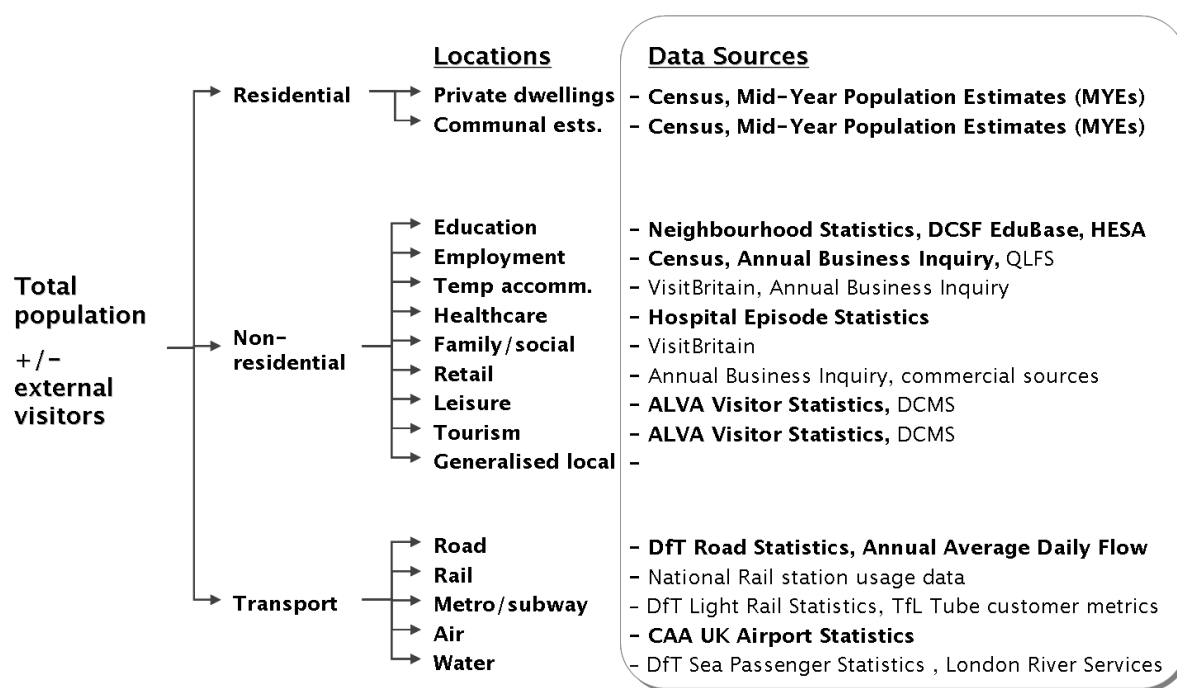 Locations Data Sources
Residential Private dwellings – Census, Mid-Year Population Estimates (MYEs)
Communal ests. – Census, Mid-Year Population Estimates (MYEs)
Total
population
+/–
external
visitors
Non-
residential
Education – Neighbourhood Statistics, DCSF EduBase, HESA
Employment – Census, Annual Business Inquiry, QLFS
Temp accomm. – VisitBritain, Annual Business Inquiry
Healthcare – Hospital Episode Statistics
Family/social – VisitBritain
Retail – Annual Business Inquiry, commercial sources
Leisure – ALVA Visitor Statistics, DCMS
Tourism – ALVA Visitor Statistics, DCMS
Generalised local –
Transport
Road – DfT Road Statistics, Annual Average Daily Flow
Rail – National Rail station usage data
Metro/subway – DfT Light Rail Statistics, TfL Tube customer metrics
Air – CAA UK Airport Statistics
Water – DfT Sea Passenger Statistics , London River Services